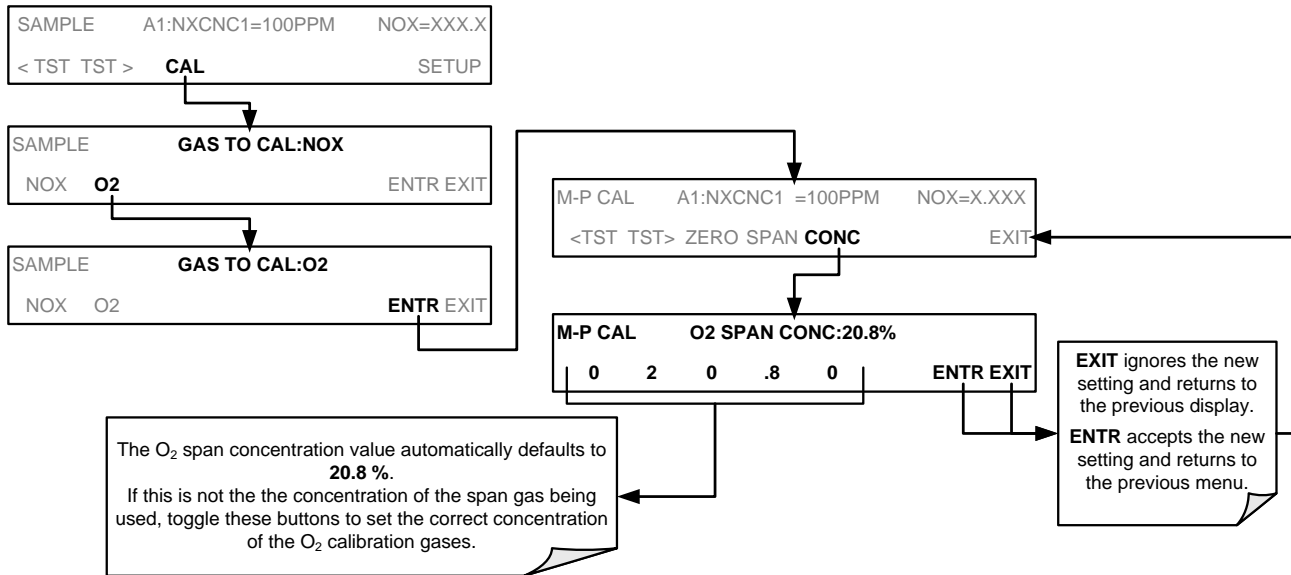 SAMPLE A1:NXCNC1=100PPM NOX=XXX.X
< TST TST > CAL SETUP
SAMPLE GAS TO CAL:NOX
NOX O2 ENTR EXIT
SAMPLE GAS TO CAL:O2
NOX O2 ENTR EXIT
M-P CAL A1:NXCNC1 =100PPM NOX=X.XXX
<TST TST> ZERO SPAN CONC EXIT
M-P CAL O2 SPAN CONC:20.8%
0 2 0 .8 0 ENTR EXIT
EXIT ignores the new
setting and returns to
the previous display.
ENTR accepts the new
setting and returns to
the previous menu.
The O₂ span concentration value automatically defaults to
20.8 %.
If this is not the the concentration of the span gas being
used, toggle these buttons to set the correct concentration
of the O₂ calibration gases.